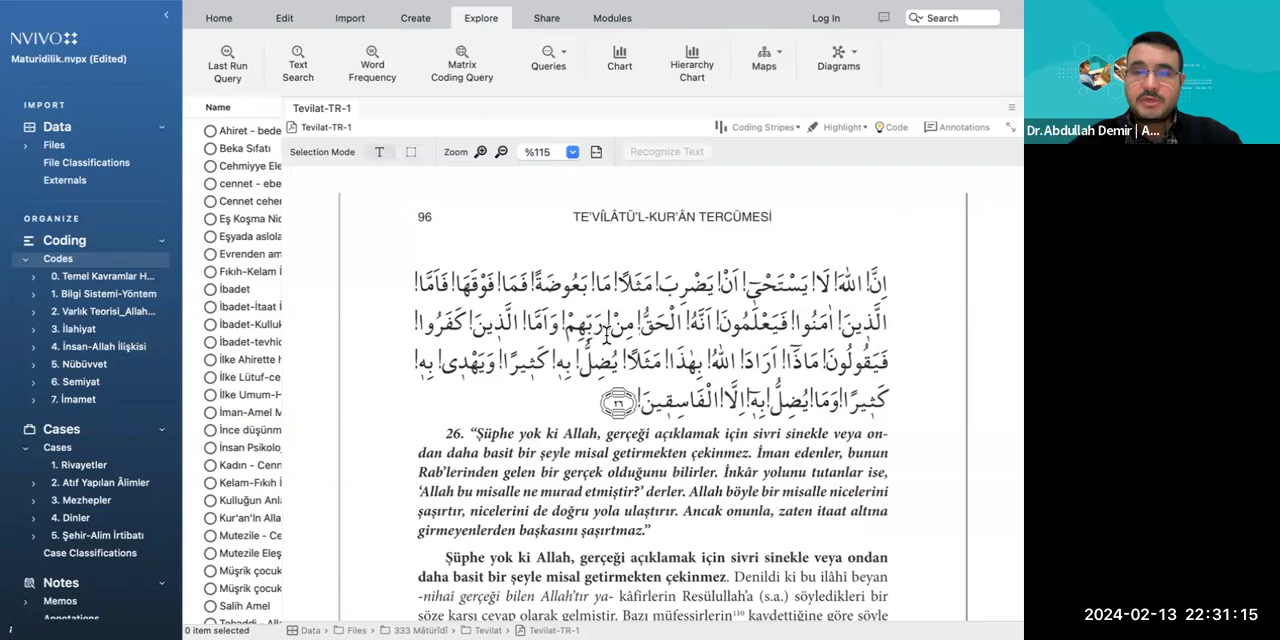 Home Edit Import Create Explore Share Modules Log In Search
NVIVO
Maturidilik.nvpx (Edited)
IMPORT
Data
Files
File Classifications
Externals
ORGANIZE
Coding
Codes
0. Temel Kavramlar H...
1. Bilgi Sistemi-Yöntem
2. Varlık Teorisi_Allah...
3. İlahiyat
4. İnsan-Allah İlişkisi
5. Nübüvvet
6. Semiyat
7. İmamet
Cases
Cases
1. Rivayetler
2. Atıf Yapılan Âlimler
3. Mezhepler
4. Dinler
5. Şehir-Alim İrtibatı
Case Classifications
Notes
Memos
Annotations
Last Run Query
Text Search
Word Frequency
Matrix Coding Query
Queries
Chart
Hierarchy Chart
Maps
Diagrams
Name
Ahiret - bede
Beka Sıfatı
Cehmiyye Ele
cennet - ebe
Cennet cehe
Eş Koşma Nic
Eşyada aslola
Evrenden am
Fıkıh-Kelam İ
İbadet
İbadet-İtaat İ
İbadet-Kulluk
İbadet-tevhic
İlke Ahirette h
İlke Lütuf-ce
İlke Umum-H
İman-Amel M
İnce düşünm
İnsan Psikolo
Kadın - Cenn
Kelam-Fıkıh İ
Kulluğun Anl
Kur'an'ın Alla
Mutezile - Ce
Mutezile Eleş
Müşrik çocuk
Müşrik çocuk
Salih Amel
0 item selected
Tevilat-TR-1
Tevilat-TR-1
Coding Stripes Highlight Code Annotations
Selection Mode T Zoom %115 Recognize Text
96 TE'VÎLÂTÜ'L-KUR'ÂN TERCÜMESİ
اِنَّ! اللّٰهَ! لَا! يَسْتَحْيٖٓ! اَنْ! يَضْرِبَ! مَثَلًا! مَا! بَعُوضَةً! فَمَا! فَوْقَهَا! فَاَمَّا!
الَّذِينَ! اٰمَنُوا! فَيَعْلَمُونَ! اَنَّهُ! الْحَقُّ! مِنْ! رَبِّهِمْ! وَاَمَّا! الَّذِينَ! كَفَرُوا!
فَيَقُولُونَ! مَاذَٓا! اَرَادَ! اللّٰهُ! بِهٰذَا! مَثَلًا! يُضِلُّ! بِهٖ! كَثٖيرًا! وَيَهْدٖى! بِهٖ!
كَثٖيرًا! وَمَا! يُضِلُّ! بِهٖٓ! اِلَّا! الْفَاسِقٖينَ! ٢٦
26. “Şüphe yok ki Allah, gerçeği açıklamak için sivri sinekle veya on-
dan daha basit bir şeyle misal getirmekten çekinmez. İman edenler, bunun
Rab’lerinden gelen bir gerçek olduğunu bilirler. İnkâr yolunu tutanlar ise,
‘Allah bu misalle ne murad etmiştir?’ derler. Allah böyle bir misalle nicelerini
şaşırtır, nicelerini de doğru yola ulaştırır. Ancak onunla, zaten itaat altına
girmeyenlerden başkasını şaşırtmaz.”
Şüphe yok ki Allah, gerçeği açıklamak için sivri sinekle veya ondan
daha basit bir şeyle misal getirmekten çekinmez. Denildi ki bu ilâhî beyan
-nihaî gerçeği bilen Allah’tır ya- kâfirlerin Resûlullah’a (s.a.) söyledikleri bir
söze karşı cevap olarak gelmiştir. Bazı müfessirlerin110 kaydettiğine göre şöyle
Data Files 333 Mâtürîdî Tevilat Tevilat-TR-1
Dr.Abdullah Demir | A...
2024-02-13 22:31:15